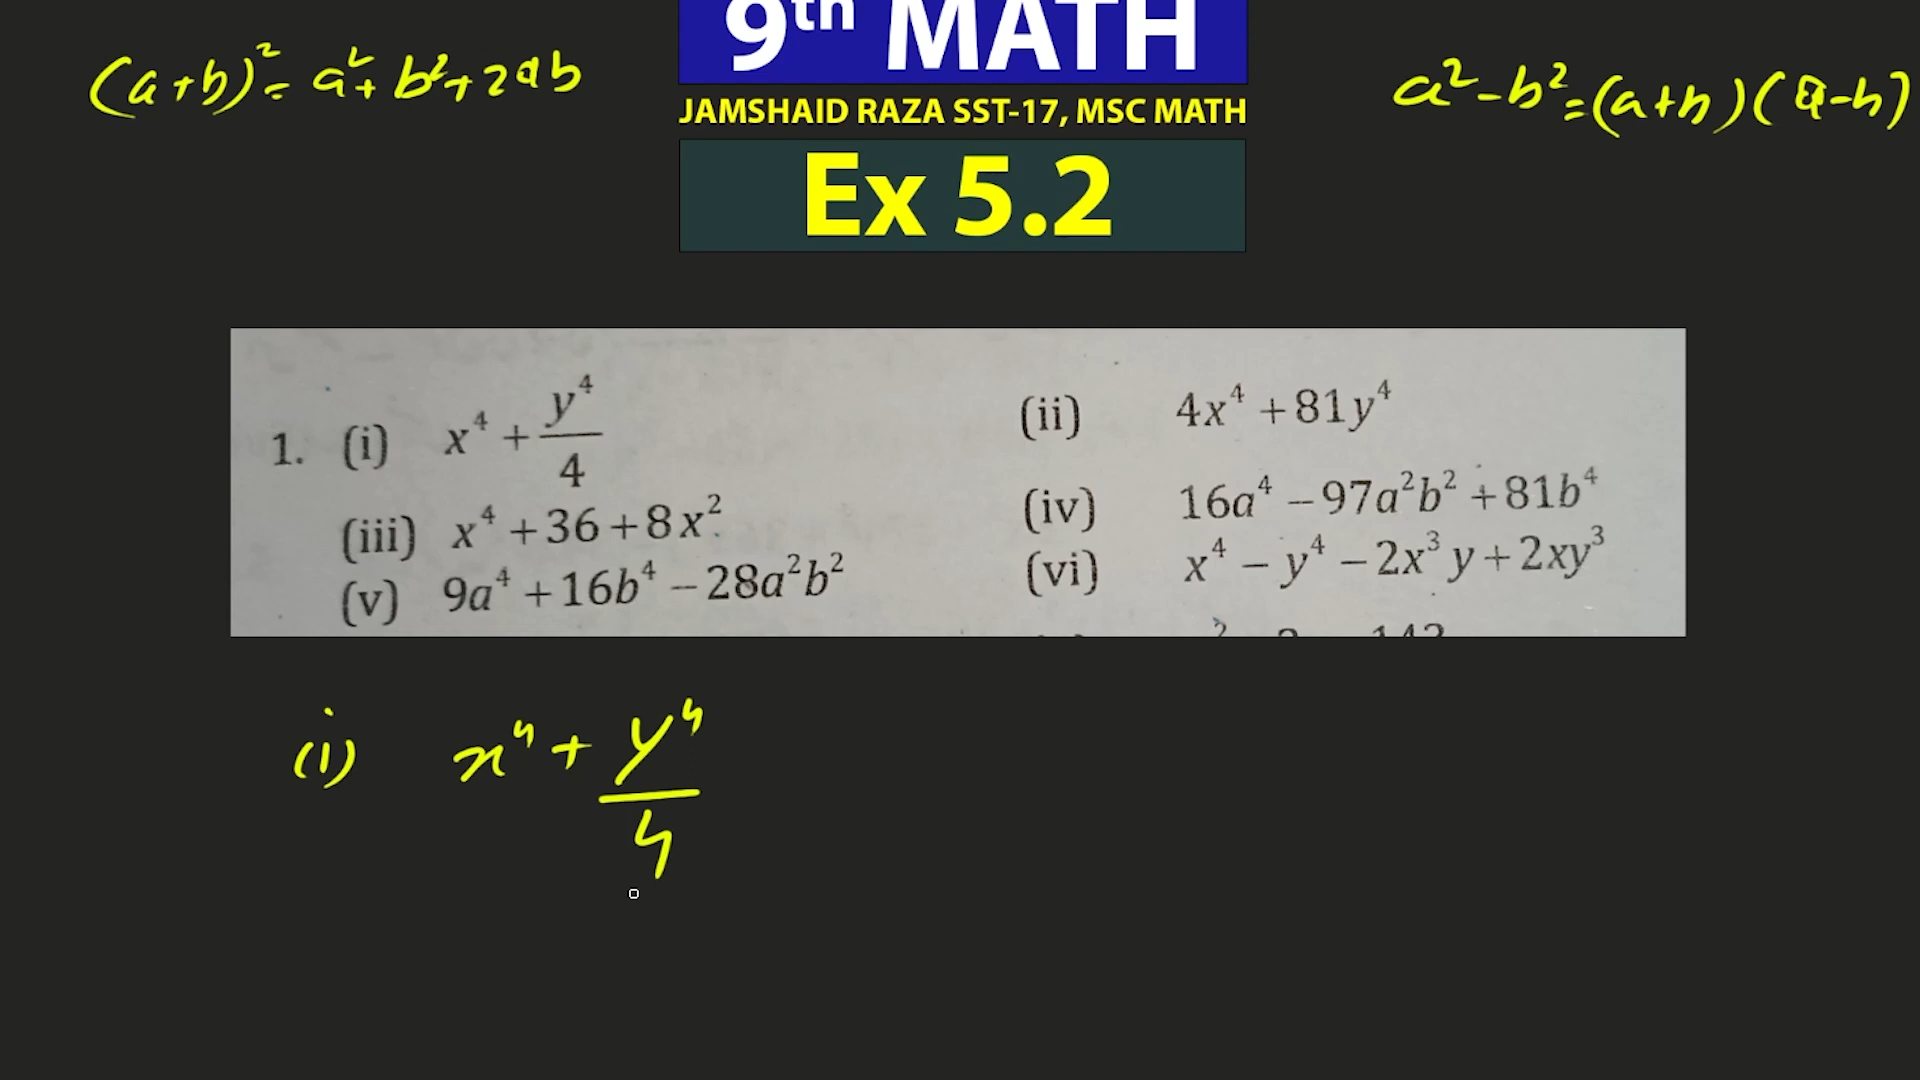 9th MATH
(a+b)²= a²+ b²+2ab
a²-b²=(a+b)(a-b)
JAMSHAID RAZA SST-17, MSC MATH
Ex 5.2
1. (i) x⁴ + y⁴/4
(ii) 4x⁴ +81y⁴
(iii) x⁴ +36+8x²
(iv) 16a⁴ –97a²b² +81b⁴
(v) 9a⁴ +16b⁴ –28a²b²
(vi) x⁴ – y⁴ –2x³y+2xy³
(i) x⁴ + y⁴/4